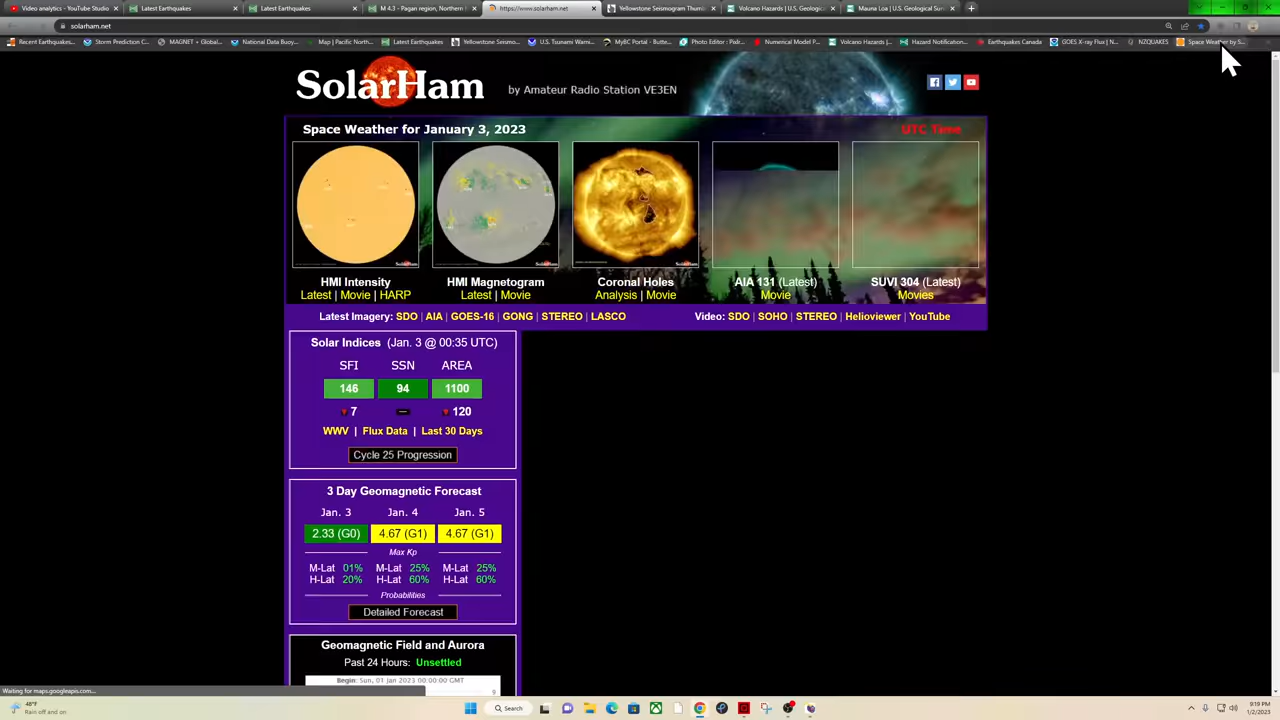 Video analytics - YouTube Studio
Latest Earthquakes
Latest Earthquakes
M 4.3 - Pagan region, Northern
https://www.solarham.net
Yellowstone Seismogram Thum
Volcano Hazards | U.S. Geologica
Mauna Loa | U.S. Geological Surv
solarham.net
Recent Earthquakes...
Storm Prediction C...
MAGNET + Global...
National Data Buoy...
Map | Pacific North...
Latest Earthquakes
Yellowstone Seismo...
U.S. Tsunami Warni...
MyBC Portal - Butte...
Photo Editor : Pixlr...
Numerical Model P...
Volcano Hazards |...
Hazard Notification...
Earthquakes Canada
GOES X-ray Flux | N...
NZQUAKES
Space Weather by S...
SolarHam
by Amateur Radio Station VE3EN
Space Weather for January 3, 2023
UTC Time
HMI Intensity
Latest | Movie | HARP
HMI Magnetogram
Latest | Movie
Coronal Holes
Analysis | Movie
AIA 131 (Latest)
Movie
SUVI 304 (Latest)
Movies
Latest Imagery: SDO | AIA | GOES-16 | GONG | STEREO | LASCO
Video: SDO | SOHO | STEREO | Helioviewer | YouTube
Solar Indices (Jan. 3 @ 00:35 UTC)
SFI SSN AREA
146 94 1100
7 120
WWV | Flux Data | Last 30 Days
Cycle 25 Progression
3 Day Geomagnetic Forecast
Jan. 3 Jan. 4 Jan. 5
2.33 (G0) 4.67 (G1) 4.67 (G1)
Max Kp
M-Lat 01% M-Lat 25% M-Lat 25%
H-Lat 20% H-Lat 60% H-Lat 60%
Probabilities
Detailed Forecast
Geomagnetic Field and Aurora
Past 24 Hours: Unsettled
Begin: Sun, 01 Jan 2023 00:00:00 GMT
9
Waiting for maps.googleapis.com...
48°F
Rain off and on
Search
9:19 PM
1/2/2023